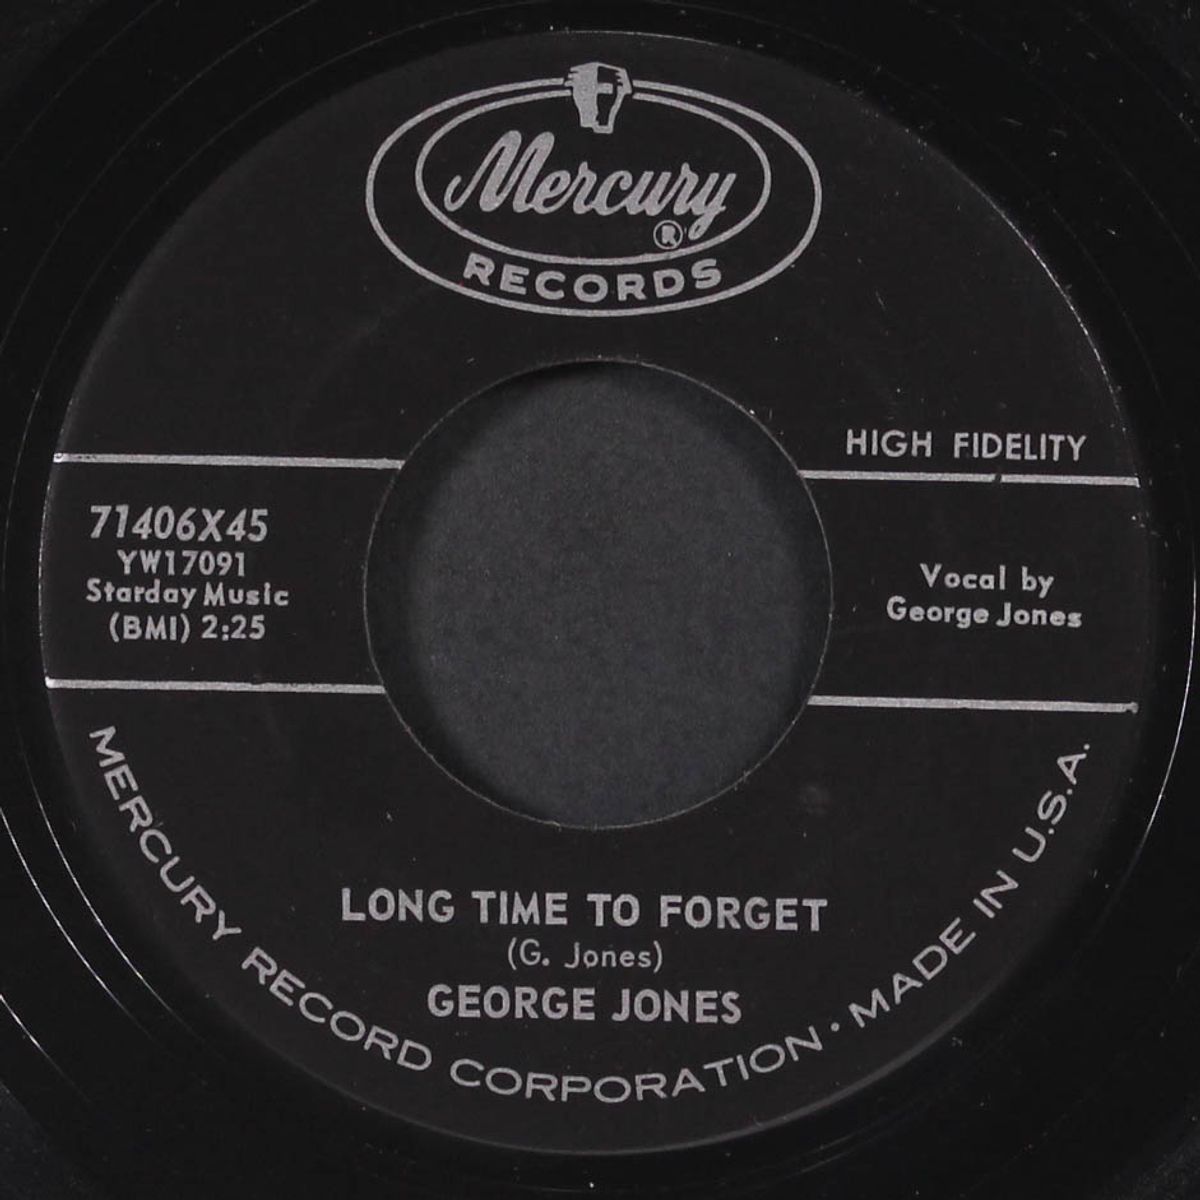 Mercury
®
RECORDS
HIGH FIDELITY
71406X45
YW17091
Starday Music
(BMI) 2:25
Vocal by
George Jones
LONG TIME TO FORGET
(G. Jones)
GEORGE JONES
MERCURY RECORD CORPORATION • MADE IN U.S.A.